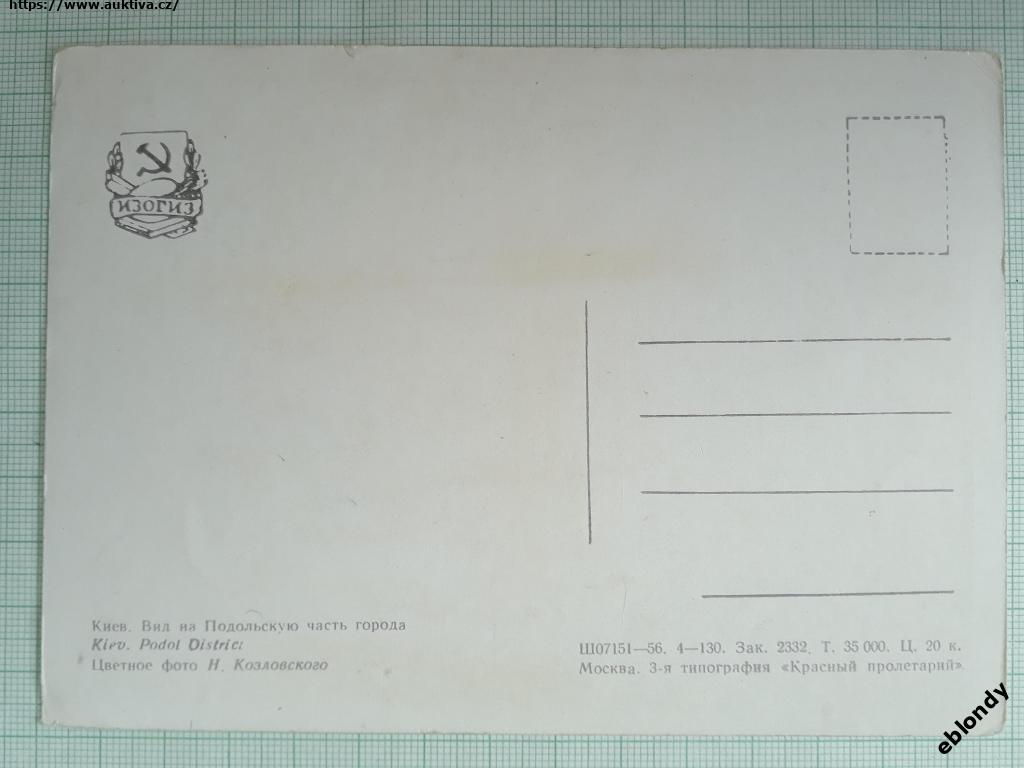 https://www.auktiva.cz/
ИЗОГИЗ
Киев. Вид на Подольскую часть города
Kiev. Podol District
Цветное фото Н. Козловского
Ш07151—56. 4—130. Зак. 2332. Т. 35 000. Ц. 20 к.
Москва. 3-я типография «Красный пролетарий».
eblondy